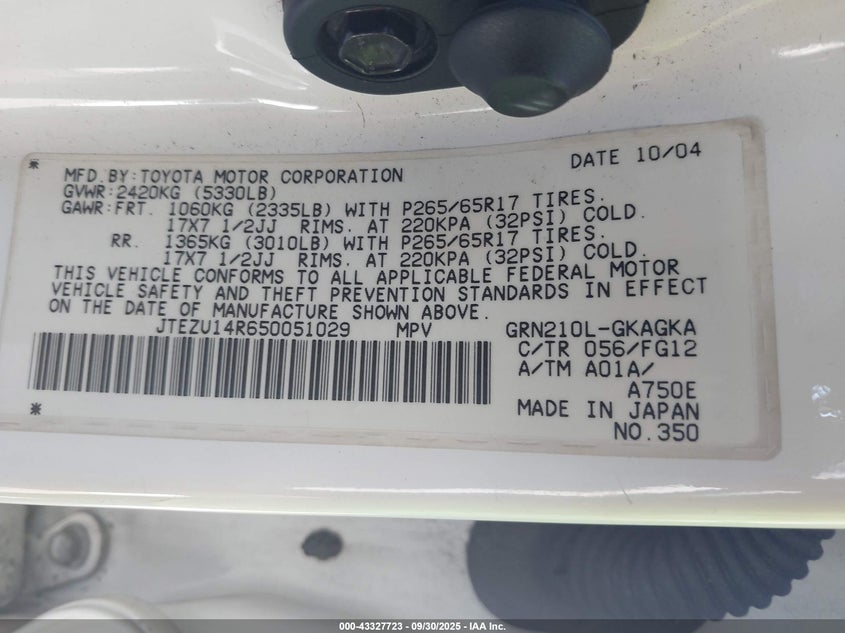 * DATE 10/04
MFD.BY:TOYOTA MOTOR CORPORATION
GVWR:2420KG (5330LB)
GAWR:FRT. 1060KG (2335LB) WITH P265/65R17 TIRES.
17X7 1/2JJ RIMS. AT 220KPA (32PSI) COLD.
RR. 1365KG (3010LB) WITH P265/65R17 TIRES.
17X7 1/2JJ RIMS. AT 220KPA (32PSI) COLD.
THIS VEHICLE CONFORMS TO ALL APPLICABLE FEDERAL MOTOR
VEHICLE SAFETY AND THEFT PREVENTION STANDARDS IN EFFECT
ON THE DATE OF MANUFACTURE SHOWN ABOVE.
JTEZU14R650051029 MPV GRN210L-GKAGKA
C/TR 056/FG12
A/TM A01A/
A750E
* MADE IN JAPAN
NO.350
000-43327723 - 09/30/2025 - IAA Inc.